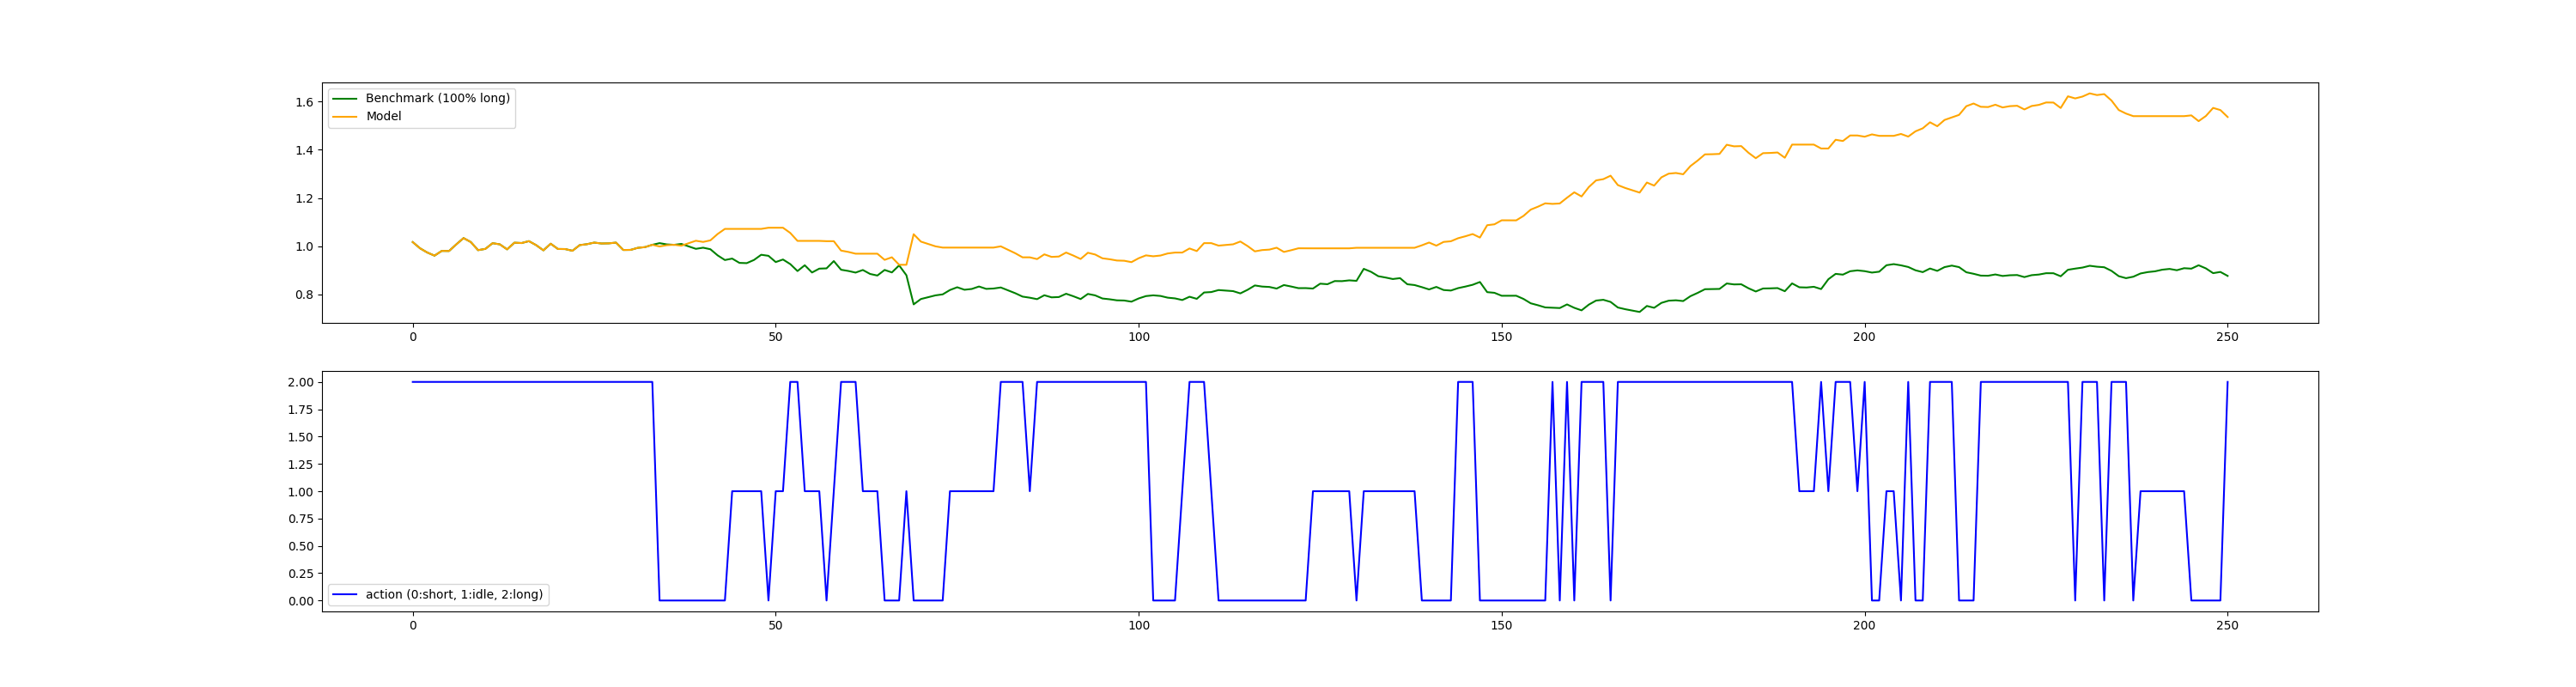 Benchmark (100% long)
Model
1.6
1.4
1.2
1.0
0.8
0 50 100 150 200 250
2.00
1.75
1.50
1.25
1.00
0.75
0.50
0.25
0.00
action (0:short, 1:idle, 2:long)
0 50 100 150 200 250